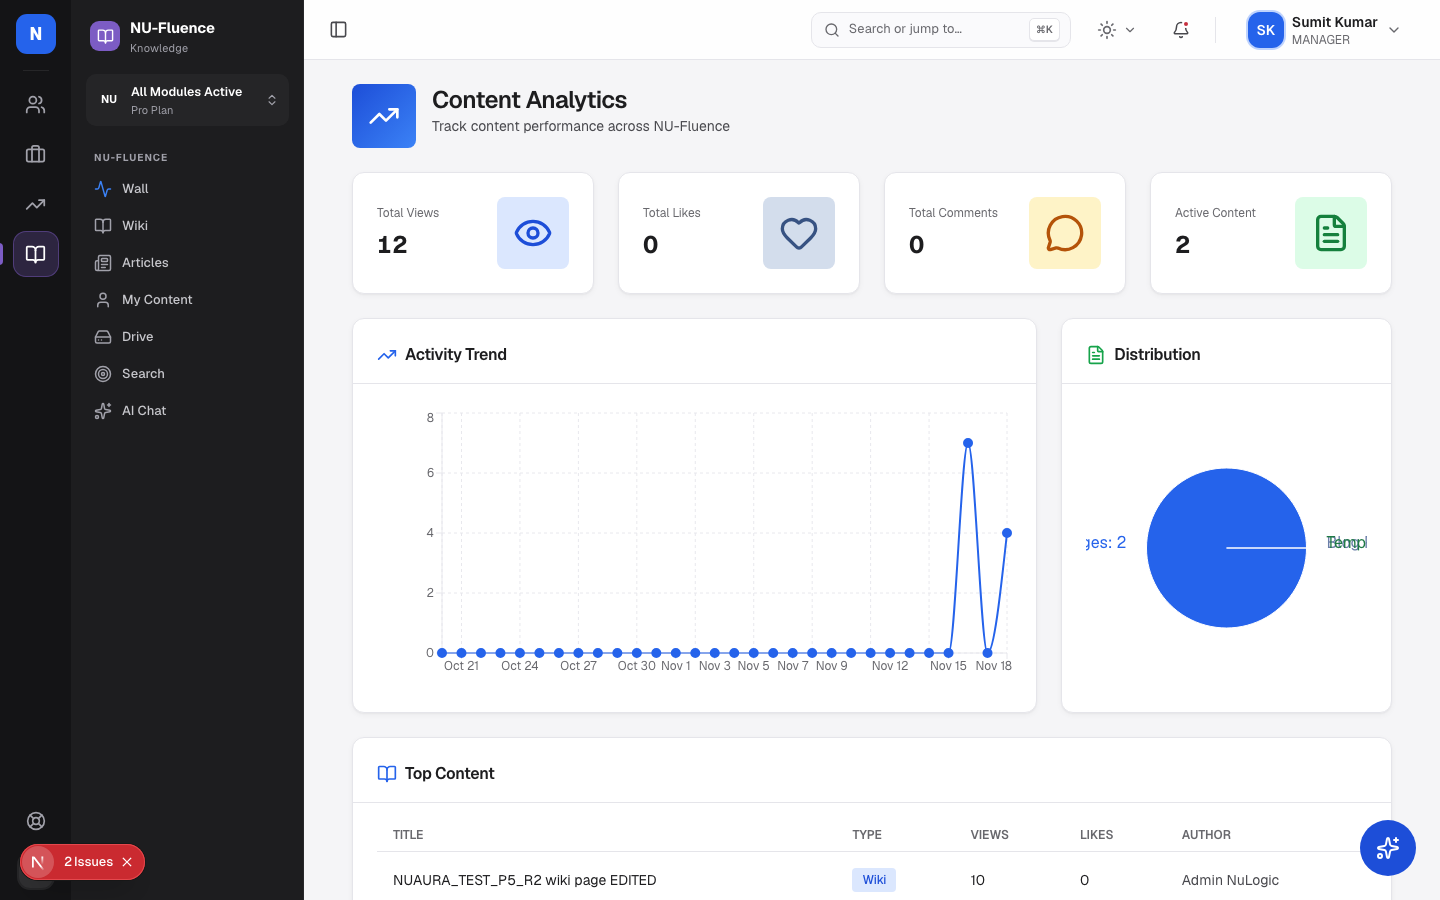 N
NU-Fluence
Knowledge
NU
All Modules Active
Pro Plan
NU-FLUENCE
Wall
Wiki
Articles
My Content
Drive
Search
AI Chat
N
2 Issues
Search or jump to...
⌘K
SK
Sumit Kumar
MANAGER
Content Analytics
Track content performance across NU-Fluence
Total Views
12
Total Likes
0
Total Comments
0
Active Content
2
Activity Trend
8
6
4
2
0
Oct 21 Oct 24 Oct 27 Oct 30 Nov 1 Nov 3 Nov 5 Nov 7 Nov 9 Nov 12 Nov 15 Nov 18
Distribution
ges: 2
Top Content
TITLE TYPE VIEWS LIKES AUTHOR
NUAURA_TEST_P5_R2 wiki page EDITED Wiki 10 0 Admin NuLogic